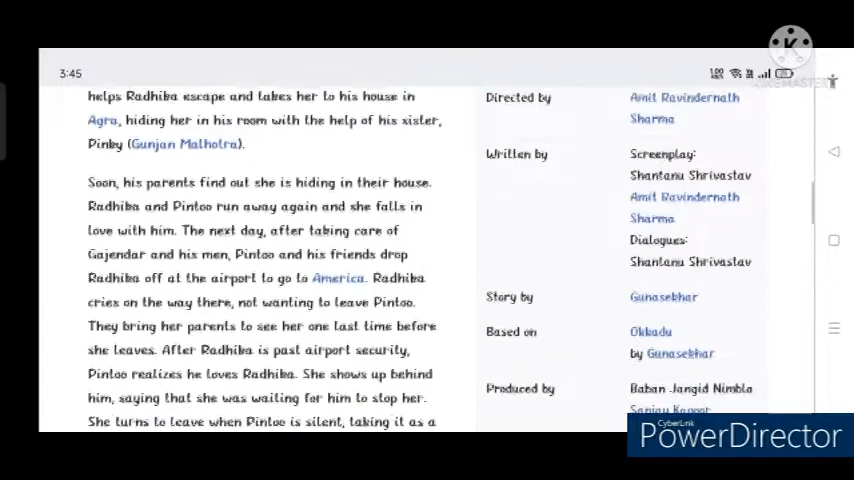 3:45
KINEMASTER
helps Radhika escape and takes her to his house in
Agra, hiding her in his room with the help of his sister,
Pinky (Gunjan Malhotra).
Soon, his parents find out she is hiding in their house.
Radhika and Pintoo run away again and she falls in
love with him. The next day, after taking care of
Gajendar and his men, Pintoo and his friends drop
Radhika off at the airport to go to America. Radhika
cries on the way there, not wanting to leave Pintoo.
They bring her parents to see her one last time before
she leaves. After Radhika is past airport security,
Pintoo realizes he loves Radhika. She shows up behind
him, saying that she was waiting for him to stop her.
She turns to leave when Pintoo is silent, taking it as a
Directed by
Amit Ravindernath
Sharma
Written by
Screenplay:
Shantanu Shrivastav
Amit Ravindernath
Sharma
Dialogues:
Shantanu Shrivastav
Story by
Gunasekhar
Based on
Okkadu
by Gunasekhar
Produced by
Baban Jangid Nimbla
Sanjay Kapoor
CyberLink
PowerDirector